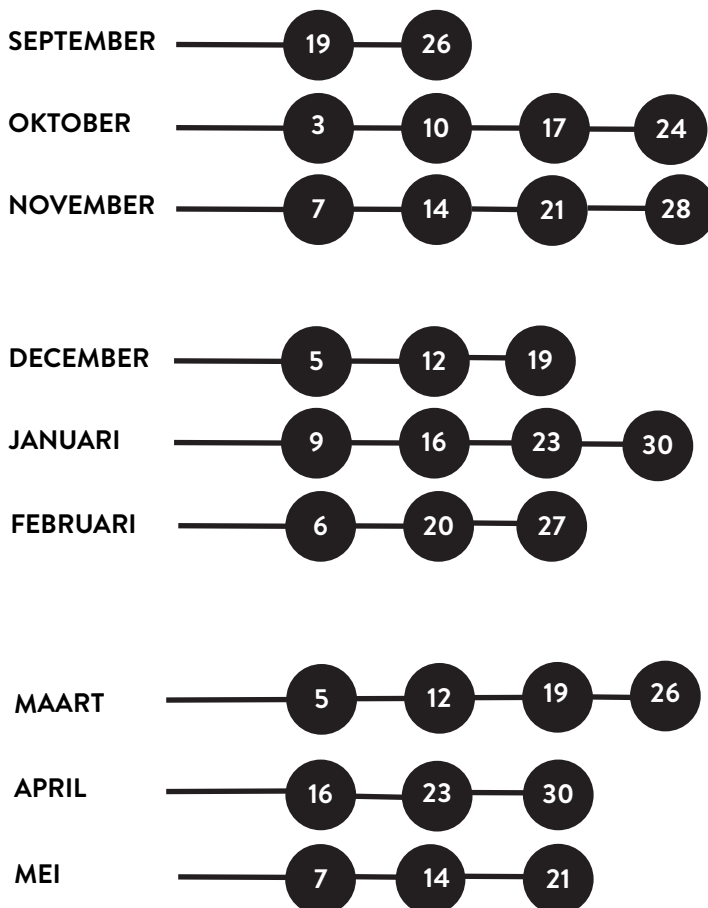 SEPTEMBER 19 26
OKTOBER 3 10 17 24
NOVEMBER 7 14 21 28
DECEMBER 5 12 19
JANUARI 9 16 23 30
FEBRUARI 6 20 27
MAART 5 12 19 26
APRIL 16 23 30
MEI 7 14 21